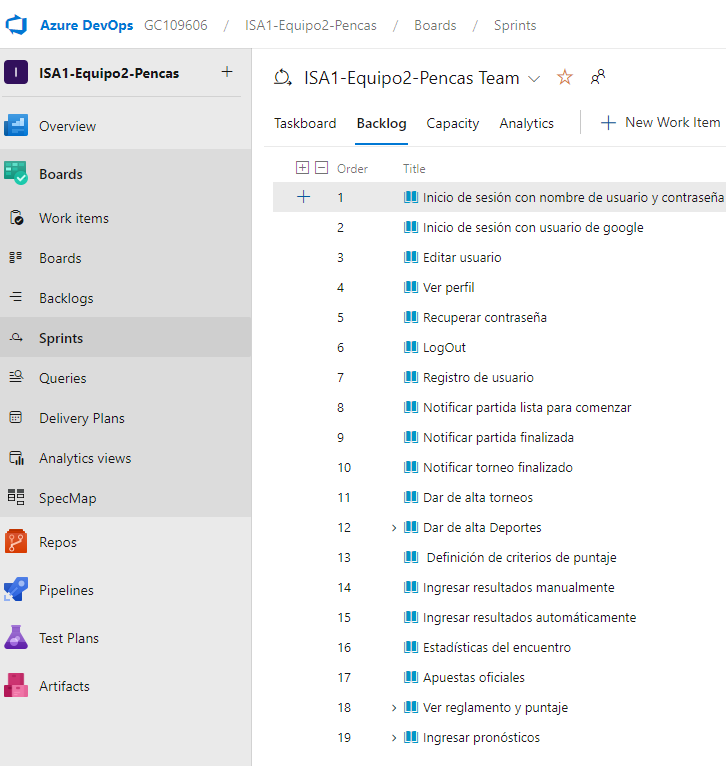 Azure DevOps GC109606 / ISA1-Equipo2-Pencas / Boards / Sprints
I ISA1-Equipo2-Pencas +
Overview
Boards
Work items
Boards
Backlogs
Sprints
Queries
Delivery Plans
Analytics views
SpecMap
Repos
Pipelines
Test Plans
Artifacts
ISA1-Equipo2-Pencas Team
Taskboard Backlog Capacity Analytics + New Work Item
Order Title
+ 1 Inicio de sesión con nombre de usuario y contraseña
2 Inicio de sesión con usuario de google
3 Editar usuario
4 Ver perfil
5 Recuperar contraseña
6 LogOut
7 Registro de usuario
8 Notificar partida lista para comenzar
9 Notificar partida finalizada
10 Notificar torneo finalizado
11 Dar de alta torneos
12 > Dar de alta Deportes
13 Definición de criterios de puntaje
14 Ingresar resultados manualmente
15 Ingresar resultados automáticamente
16 Estadísticas del encuentro
17 Apuestas oficiales
18 > Ver reglamento y puntaje
19 > Ingresar pronósticos